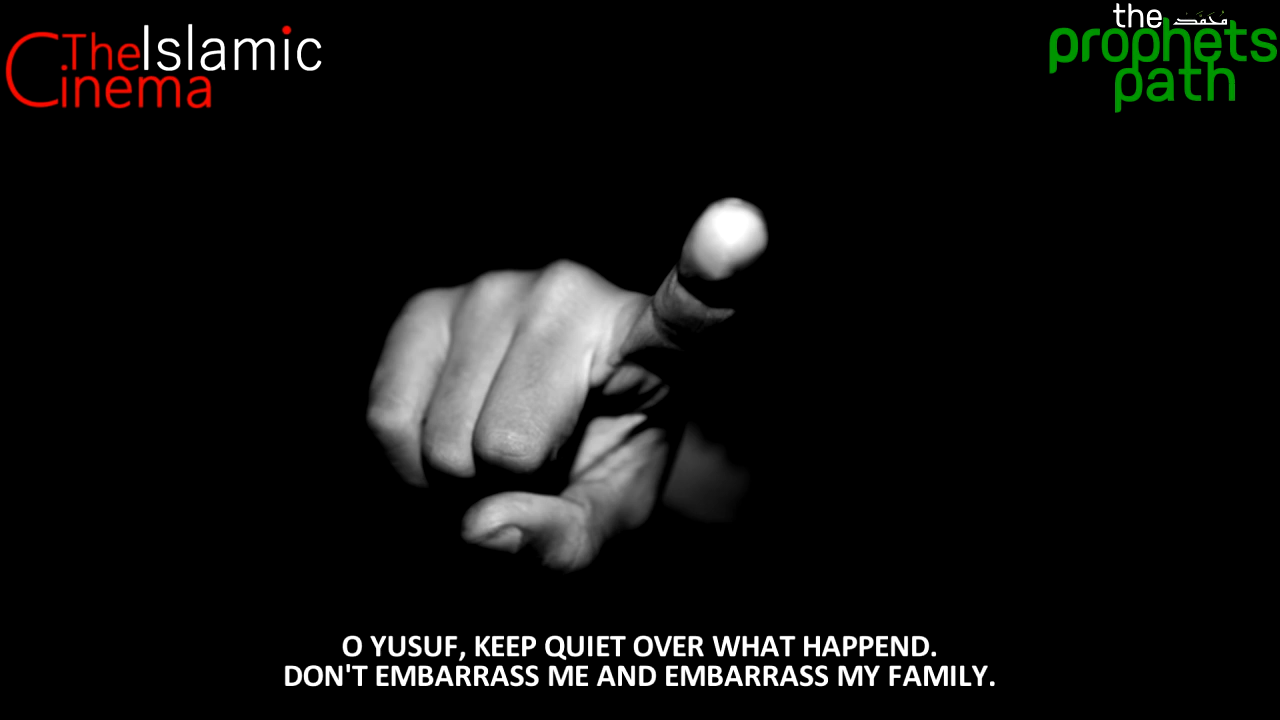 TheIslamic
Cinema
the مُحَمَّد
prophets
path
O YUSUF, KEEP QUIET OVER WHAT HAPPEND.
DON'T EMBARRASS ME AND EMBARRASS MY FAMILY.